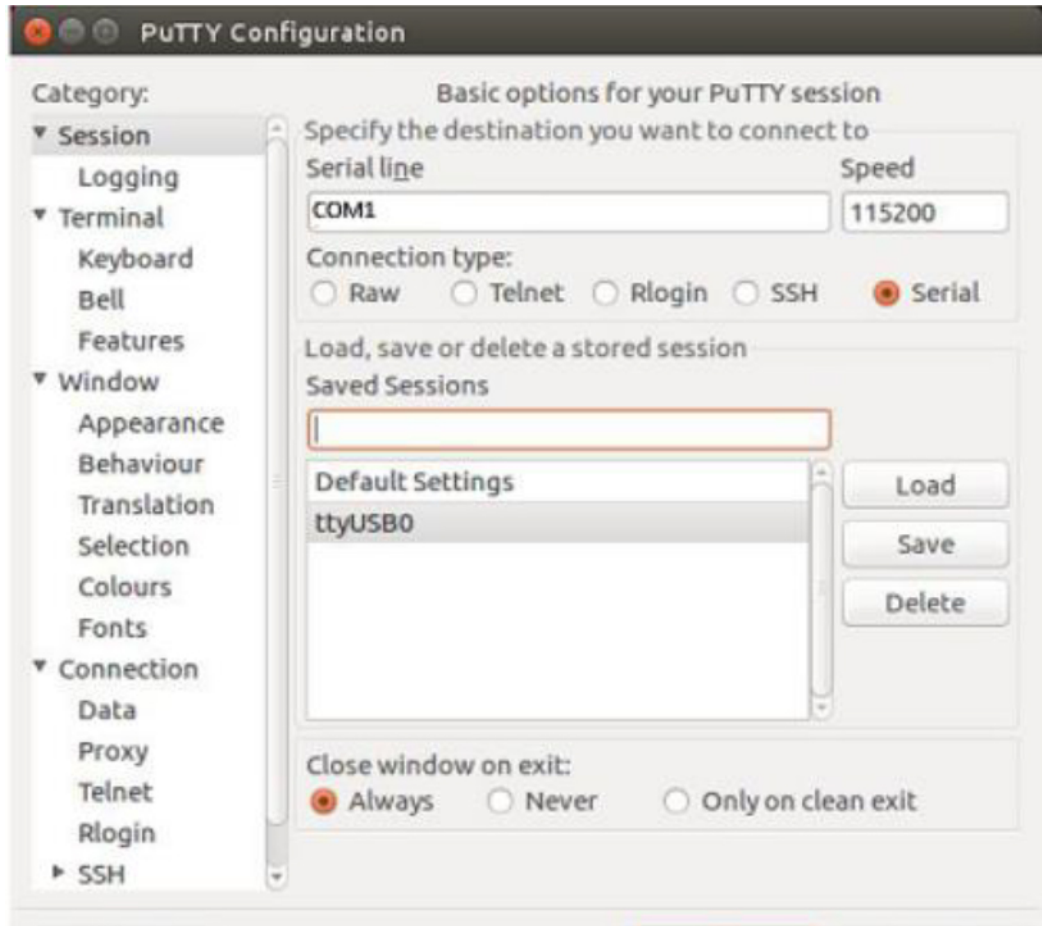 PuTTY Configuration
Category:
Session
Logging
Terminal
Keyboard
Bell
Features
Window
Appearance
Behaviour
Translation
Selection
Colours
Fonts
Connection
Data
Proxy
Telnet
Rlogin
SSH
Basic options for your PuTTY session
Specify the destination you want to connect to
Serial line Speed
COM1 115200
Connection type:
Raw Telnet Rlogin SSH Serial
Load, save or delete a stored session
Saved Sessions
Default Settings
ttyUSB0
Load
Save
Delete
Close window on exit:
Always Never Only on clean exit